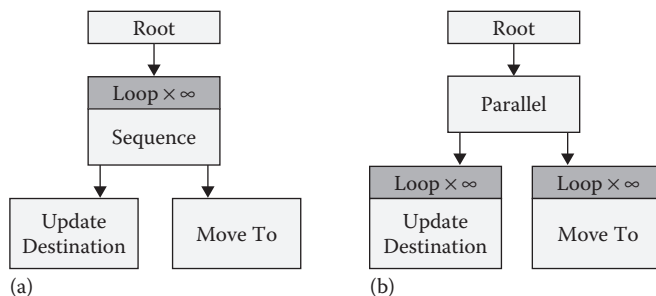 Root
Loop × ∞
Sequence
Update
Destination
Move To
(a)
Root
Parallel
Loop × ∞
Update
Destination
Loop × ∞
Move To
(b)